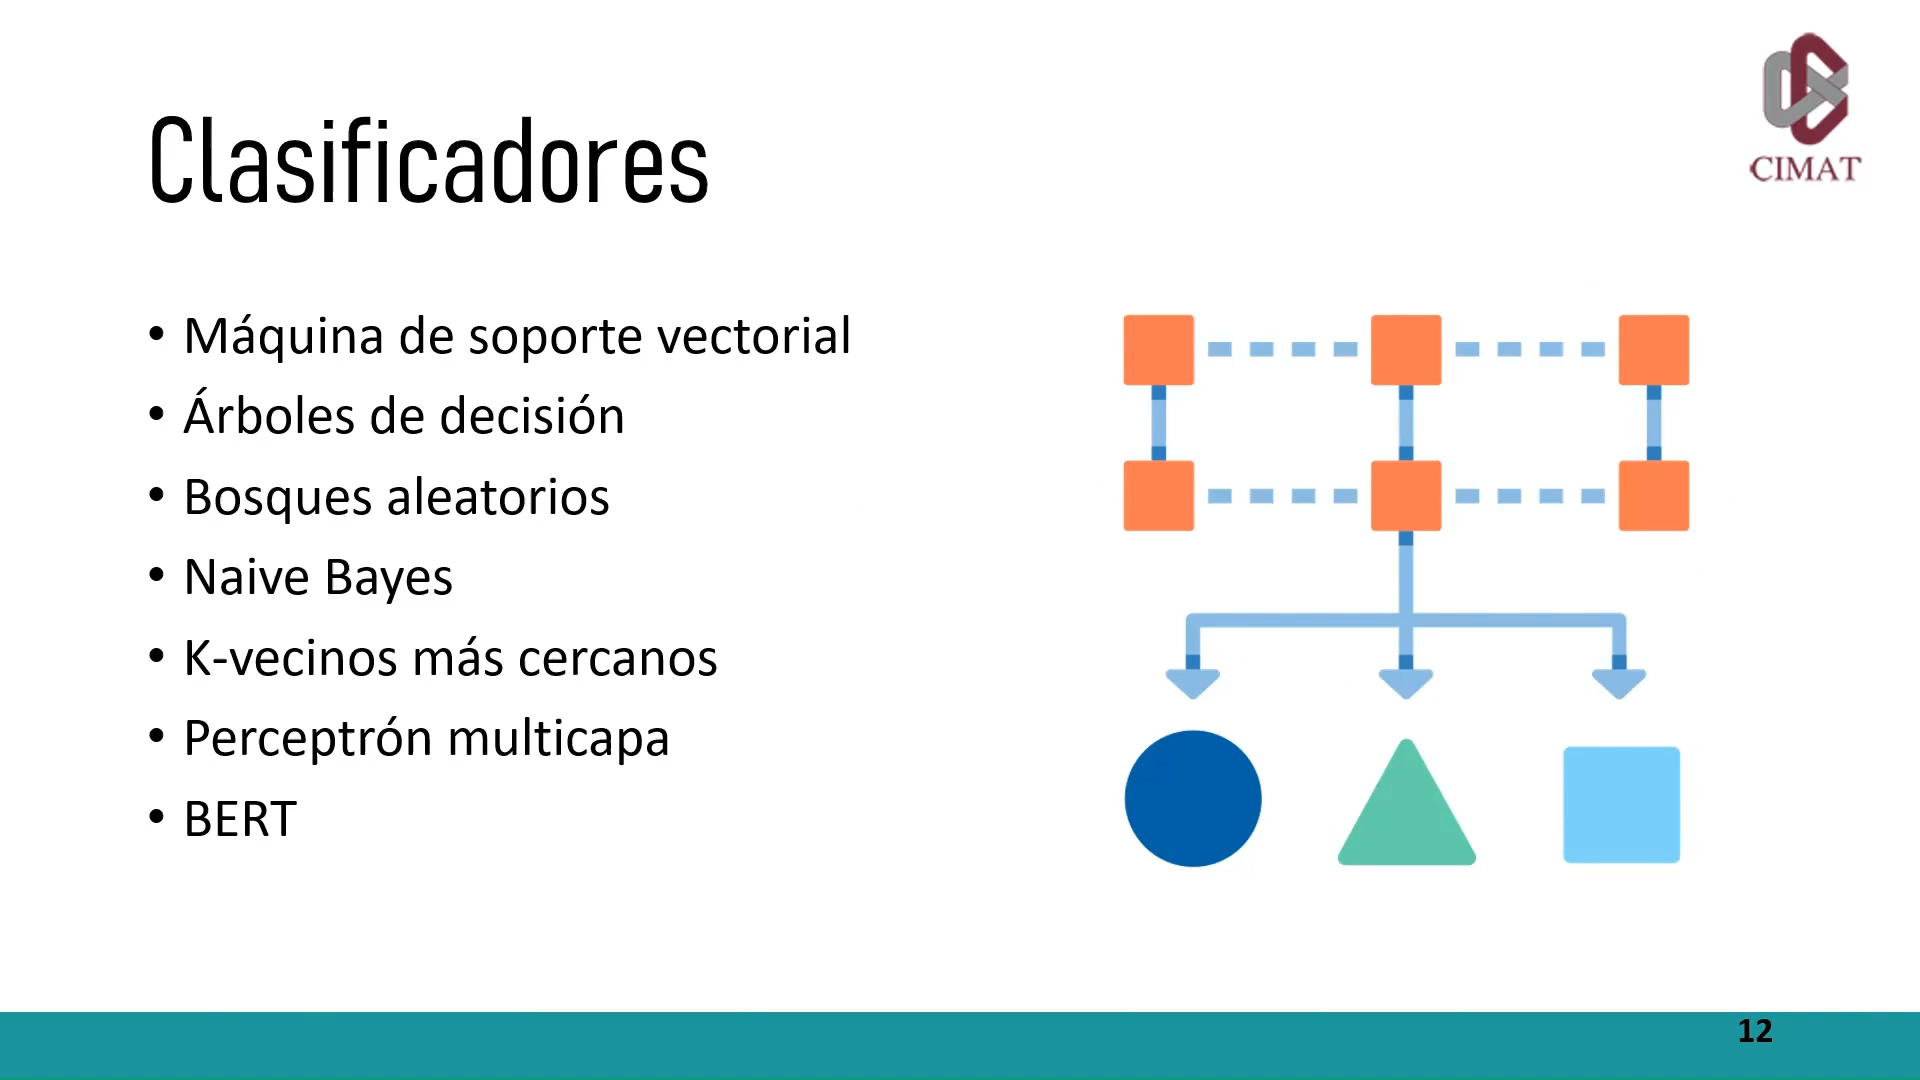 CIMAT
Clasificadores
• Máquina de soporte vectorial
• Árboles de decisión
• Bosques aleatorios
• Naive Bayes
• K-vecinos más cercanos
• Perceptrón multicapa
• BERT
12